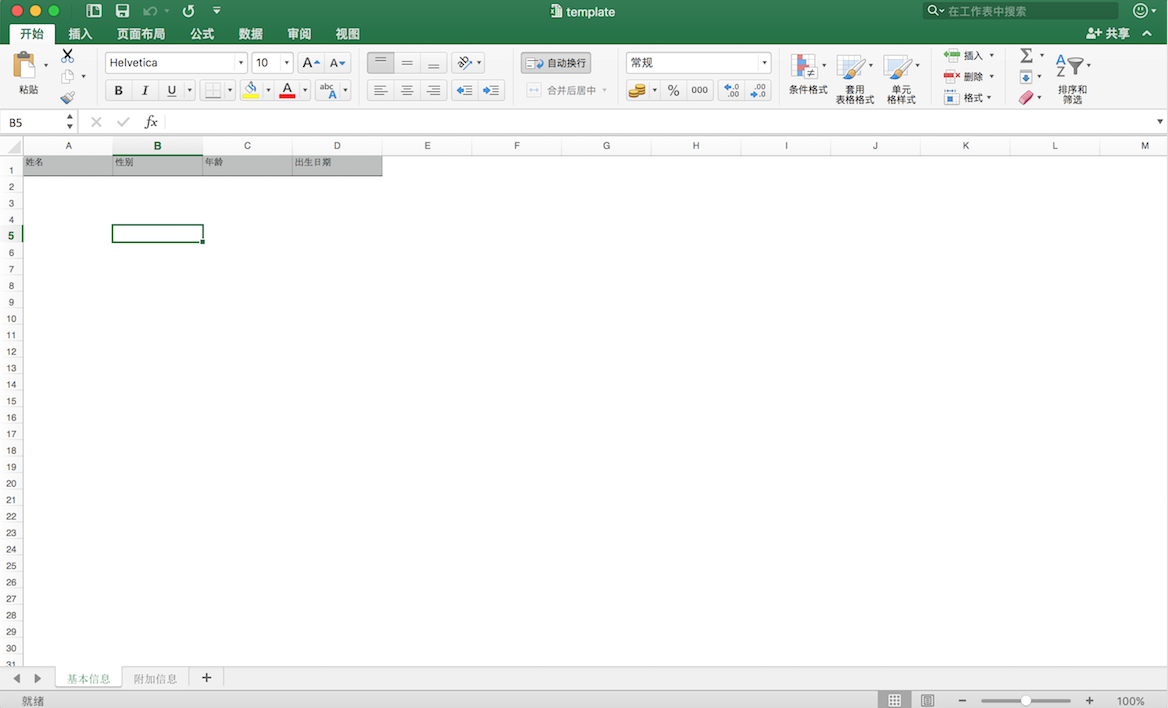 template
在工作表中搜索
开始 插入 页面布局 公式 数据 审阅 视图 共享
粘贴
Helvetica 10 A A
B I U A abc A
自动换行
合并后居中
常规
% 000 .0 .00 .00 .0
条件格式
套用
表格格式
单元
格样式
插入
删除
格式
Σ
A
Z
排序和
筛选
B5 fx
A B C D E F G H I J K L M
1 姓名 性别 年龄 出生日期
2
3
4
5
6
7
8
9
10
11
12
13
14
15
16
17
18
19
20
21
22
23
24
25
26
27
28
29
30
31
基本信息 附加信息 +
就绪 100%